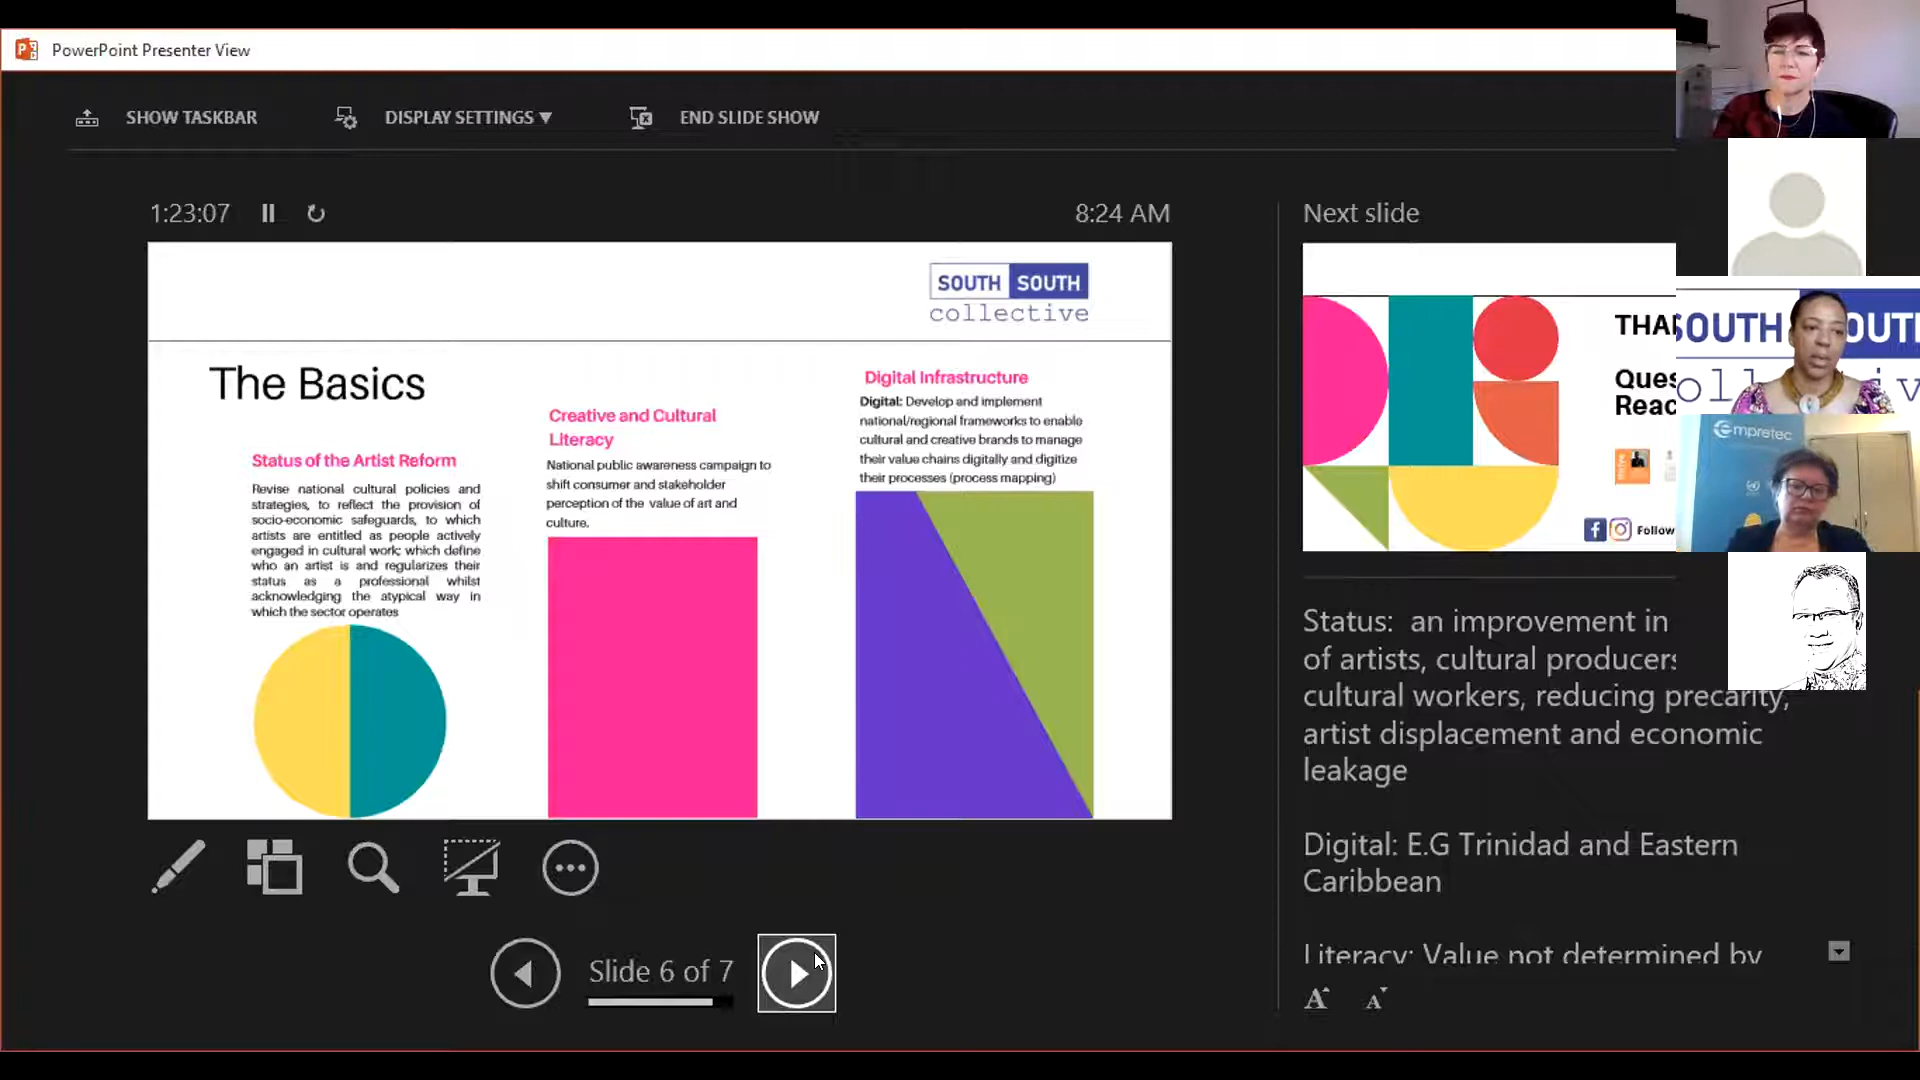 PowerPoint Presenter View
SHOW TASKBAR
DISPLAY SETTINGS ▼
END SLIDE SHOW
1:23:07
8:24 AM
SOUTH SOUTH
collective
The Basics
Status of the Artist Reform
Revise national cultural policies and
strategies, to reflect the provision of
socio-economic safeguards, to which
artists are entitled as people actively
engaged in cultural work; which define
who an artist is and regularizes their
status as a professional whilst
acknowledging the atypical way in
which the sector operates
Creative and Cultural
Literacy
National public awareness campaign to
shift consumer and stakeholder
perception of the value of art and
culture.
Digital Infrastructure
Digital: Develop and implement
national/regional frameworks to enable
cultural and creative brands to manage
their value chains digitally and digitize
their processes (process mapping)
Slide 6 of 7
Next slide
Follow
Status: an improvement in
of artists, cultural producers
cultural workers, reducing precarity,
artist displacement and economic
leakage
Digital: E.G Trinidad and Eastern
Caribbean
Literacy: Value not determined by
SOUTH
empretec